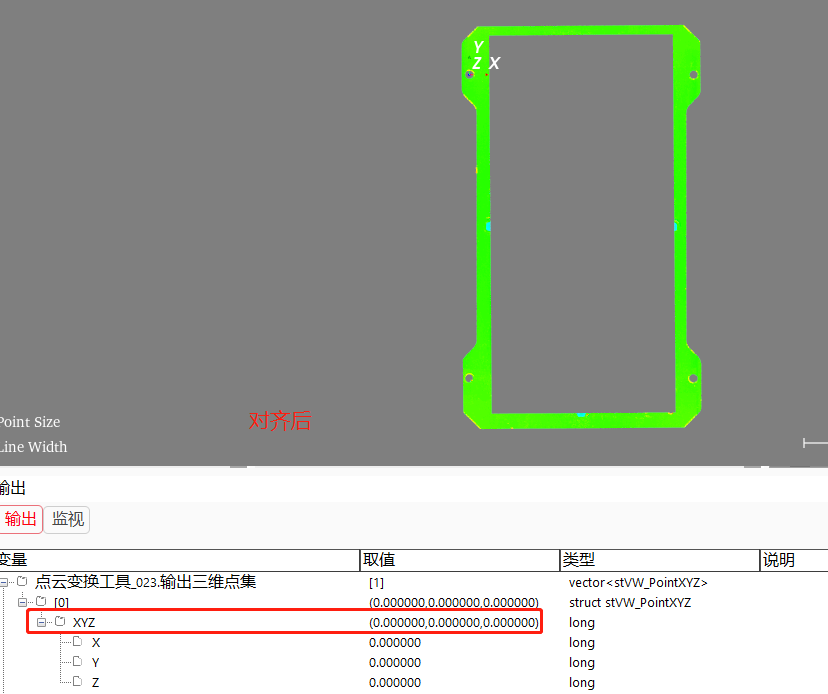 Y
Z X
Point Size
对齐后
Line Width
输出
输出 监视
变量 取值 类型 说明
点云变换工具_023.输出三维点集 [1] vector<stVW_PointXYZ>
[0] (0.000000,0.000000,0.000000) struct stVW_PointXYZ
XYZ (0.000000,0.000000,0.000000) long
X 0.000000 long
Y 0.000000 long
Z 0.000000 long